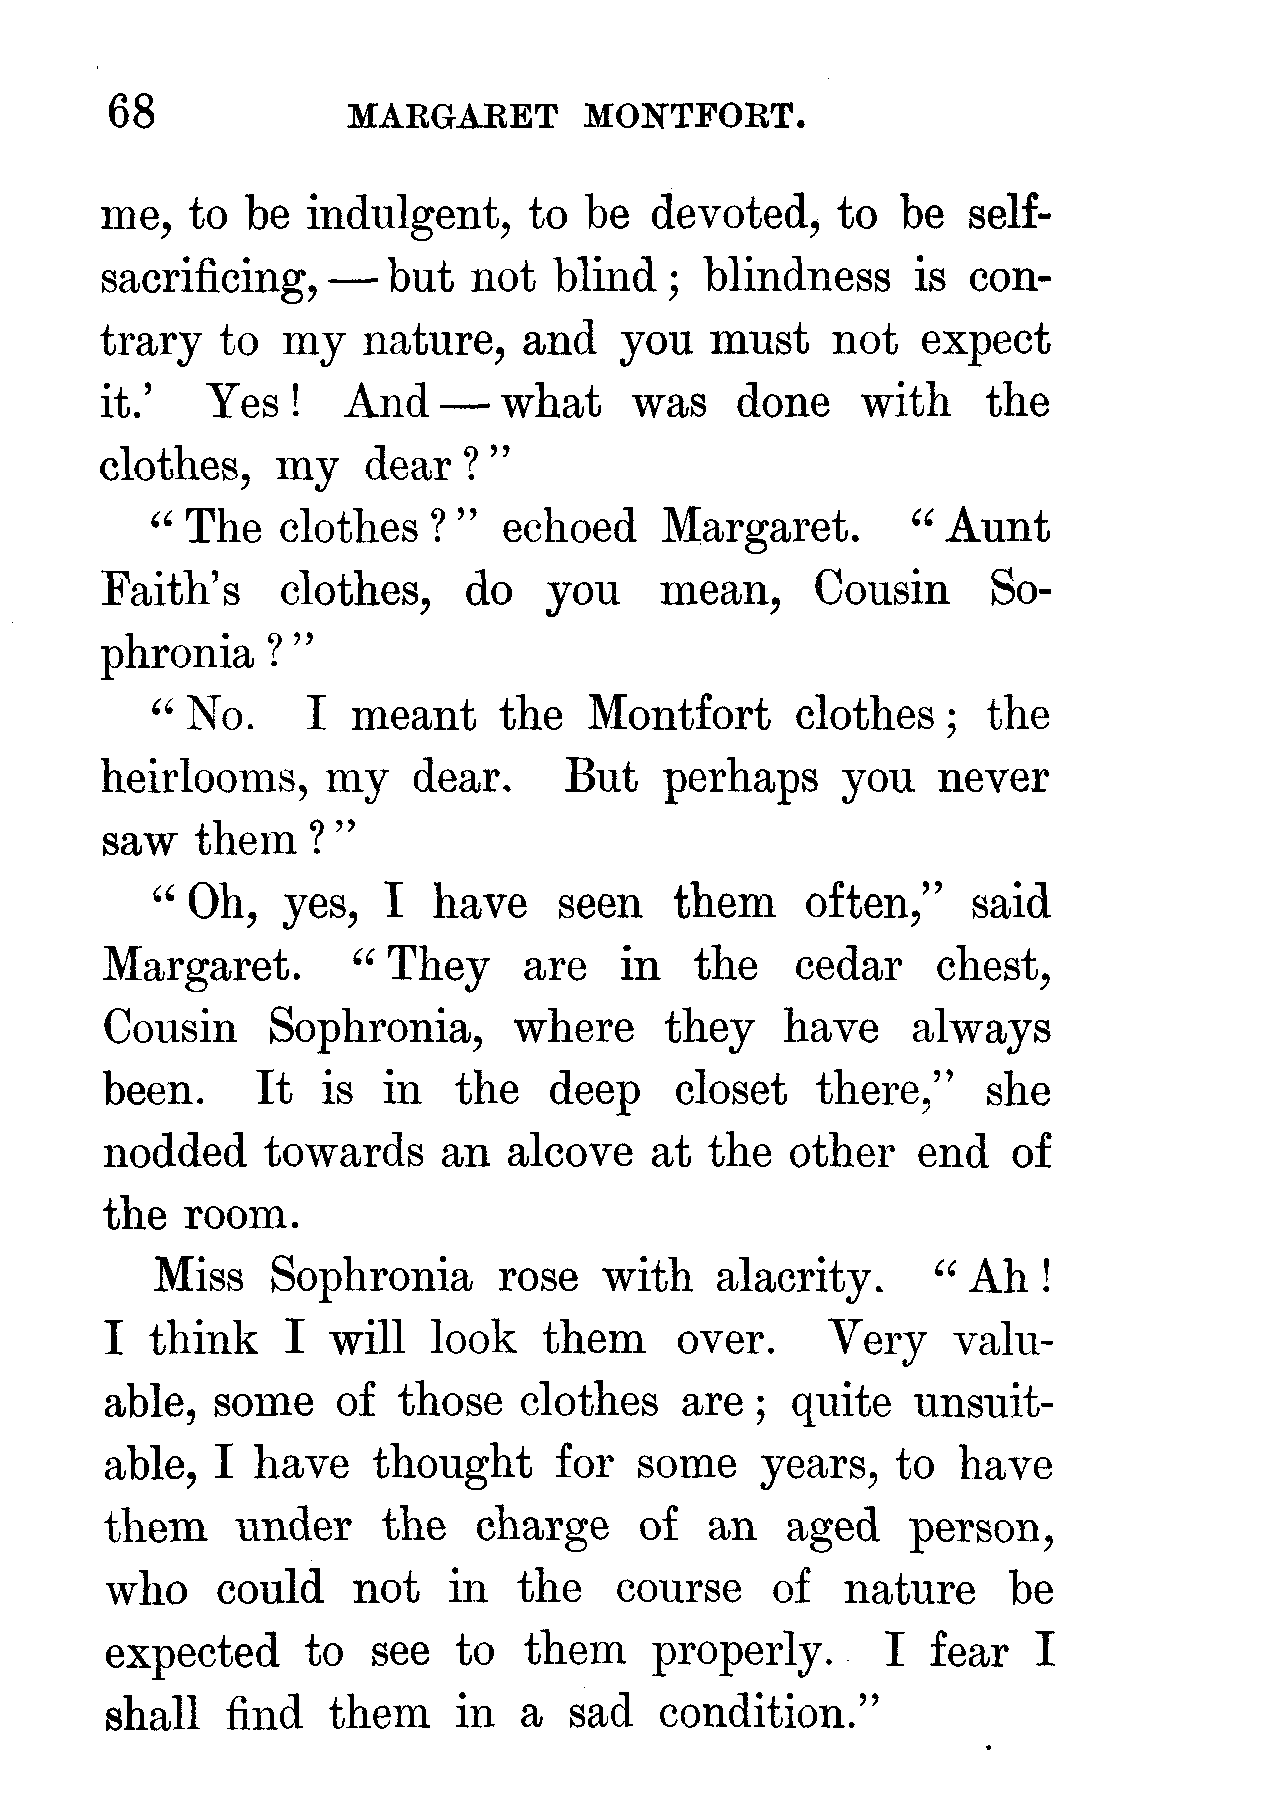 68 MARGARET MONTFORT.
me, to be indulgent, to be devoted, to be self-
sacrificing, — but not blind ; blindness is con-
trary to my nature, and you must not expect
it.’ Yes ! And — what was done with the
clothes, my dear ? ”
“ The clothes ? ” echoed Margaret. “ Aunt
Faith’s clothes, do you mean, Cousin So-
phronia ? ”
“ No. I meant the Montfort clothes ; the
heirlooms, my dear. But perhaps you never
saw them ? ”
“ Oh, yes, I have seen them often,” said
Margaret. “ They are in the cedar chest,
Cousin Sophronia, where they have always
been. It is in the deep closet there,” she
nodded towards an alcove at the other end of
the room.
Miss Sophronia rose with alacrity. “ Ah !
I think I will look them over. Very valu-
able, some of those clothes are ; quite unsuit-
able, I have thought for some years, to have
them under the charge of an aged person,
who could not in the course of nature be
expected to see to them properly. I fear I
shall find them in a sad condition.”